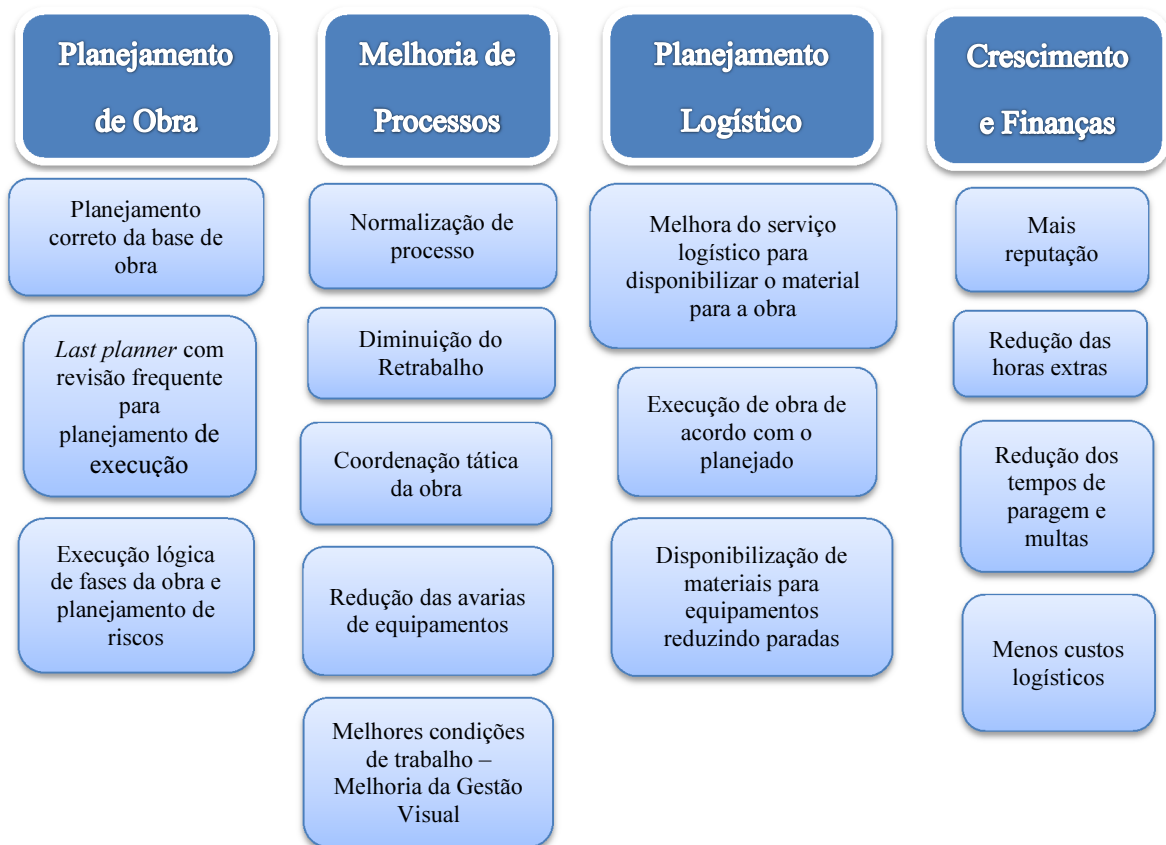 Planejamento
de Obra
Planejamento
correto da base de
obra
Last planner com
revisão frequente
para
planejamento de
execução
Execução lógica
de fases da obra e
planejamento de
riscos
Melhoria de
Processos
Normalização de
processo
Diminuição do
Retrabalho
Coordenação tática
da obra
Redução das avarias
de equipamentos
Melhores condições
de trabalho –
Melhoria da Gestão
Visual
Planejamento
Logístico
Melhora do serviço
logístico para
disponibilizar o material
para a obra
Execução de obra de
acordo com o
planejado
Disponibilização de
materiais para
equipamentos
reduzindo paradas
Crescimento
e Finanças
Mais
reputação
Redução das
horas extras
Redução dos
tempos de
paragem e
multas
Menos custos
logísticos